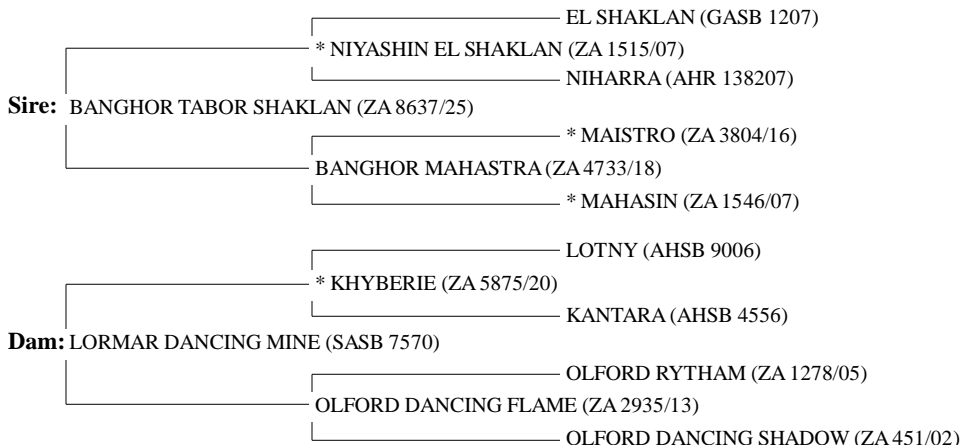 EL SHAKLAN (GASB 1207)
* NIYASHIN EL SHAKLAN (ZA 1515/07)
NIHARRA (AHR 138207)
Sire: BANGHOR TABOR SHAKLAN (ZA 8637/25)
* MAISTRO (ZA 3804/16)
BANGHOR MAHASTRA (ZA 4733/18)
* MAHASIN (ZA 1546/07)
LOTNY (AHSB 9006)
* KHYBERIE (ZA 5875/20)
KANTARA (AHSB 4556)
Dam: LORMAR DANCING MINE (SASB 7570)
OLFORD RYTHAM (ZA 1278/05)
OLFORD DANCING FLAME (ZA 2935/13)
OLFORD DANCING SHADOW (ZA 451/02)